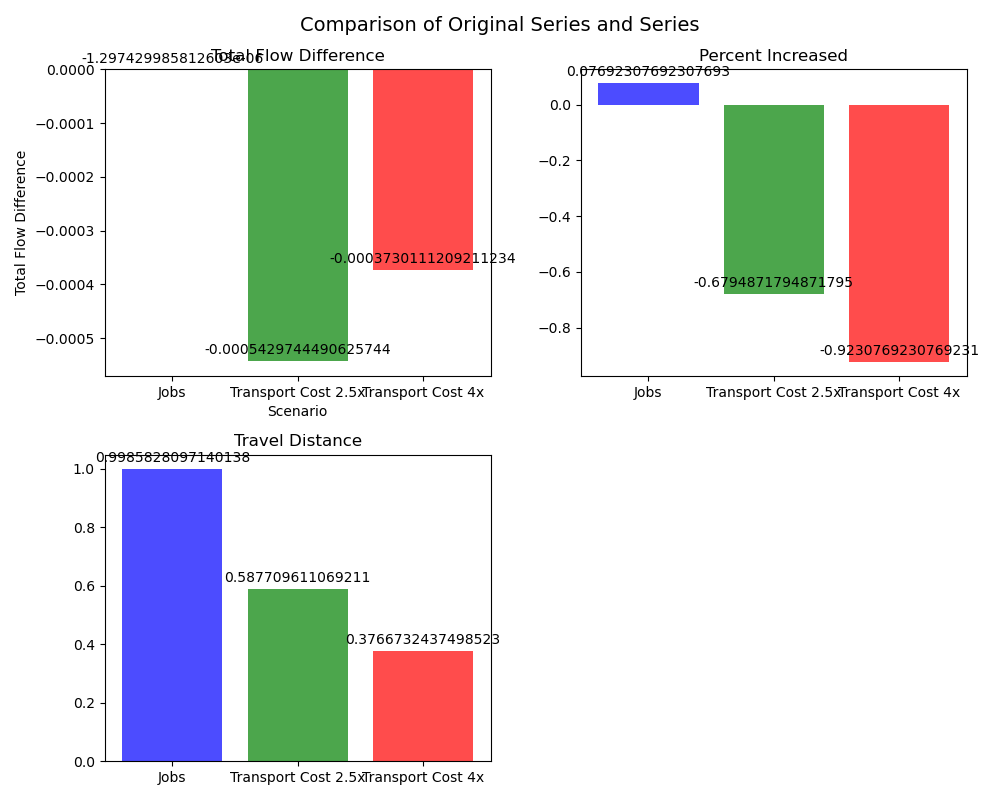 Comparison of Original Series and Series
Total Flow Difference
-1.297429985812603e-06
0.0000
−0.0001
−0.0002
−0.0003
-0.0003730111209211234
−0.0004
−0.0005
-0.0005429744490625744
Total Flow Difference
Jobs
Transport Cost 2.5x
Transport Cost 4x
Scenario
Percent Increased
0.07692307692307693
0.0
−0.2
−0.4
−0.6
-0.6794871794871795
−0.8
-0.9230769230769231
Jobs
Transport Cost 2.5x
Transport Cost 4x
Travel Distance
0.9985828097140138
1.0
0.8
0.587709611069211
0.6
0.3766732437498523
0.4
0.2
0.0
Jobs
Transport Cost 2.5x
Transport Cost 4x